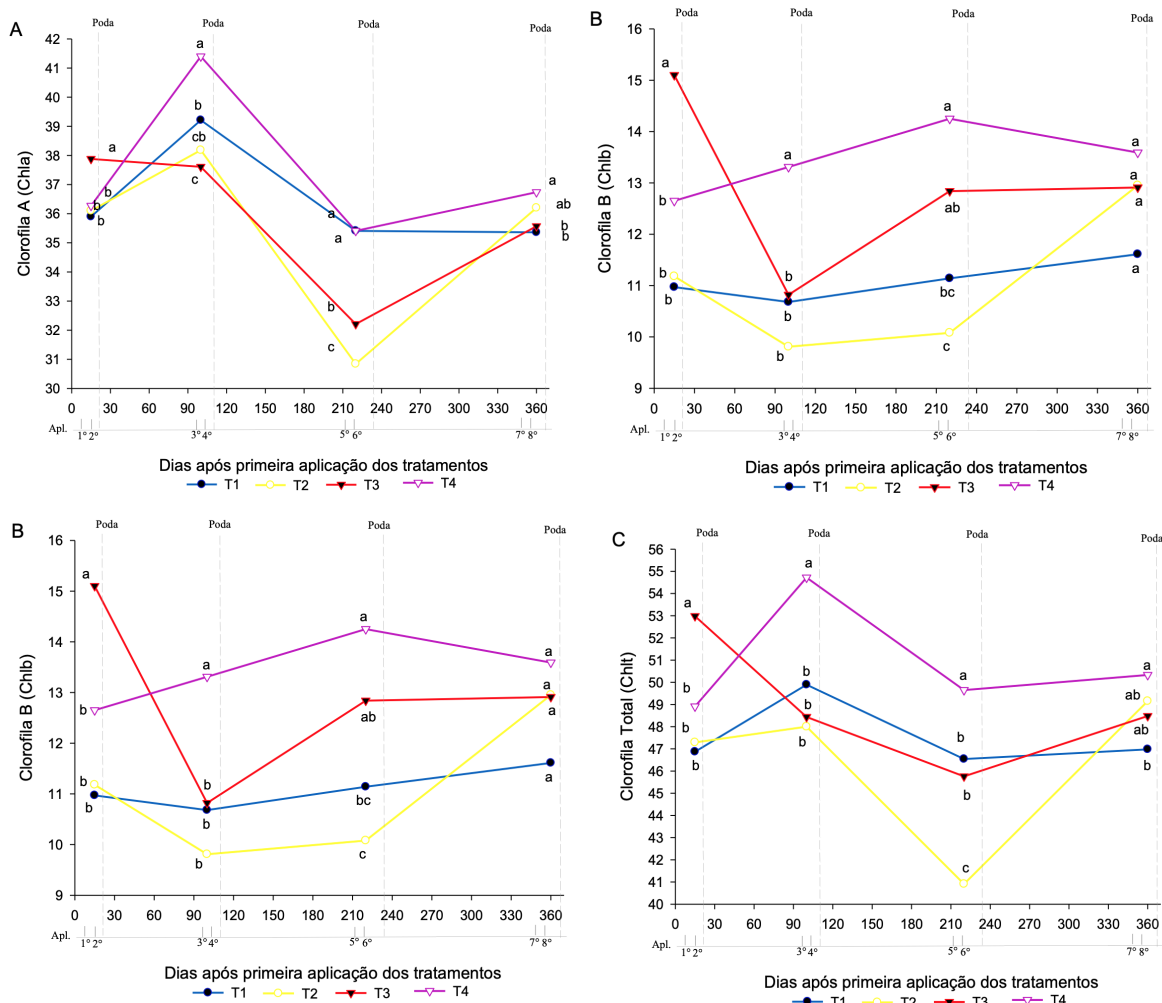 A
Poda Poda Poda Poda
Clorofila A (Chla)
42
41
39
38
36
35
33
32
31
30
a
b
cb
c
a
b
b
b
a
a
b
c
a
ab
b
b
0 30 60 90 120 150 180 210 240 270 300 330 360
Apl. 1° 2° 3° 4° 5° 6° 7° 8°
Dias após primeira aplicação dos tratamentos
T1 T2 T3 T4
B
Poda Poda Poda Poda
Clorofila B (Chlb)
16
15
14
13
12
11
10
9
a
b
b
b
a
b
b
b
a
ab
bc
c
a
a
a
a
0 30 60 90 120 150 180 210 240 270 300 330 360
1° 2° 3° 4° 5° 6° 7° 8°
Dias após primeira aplicação dos tratamentos
T1 T2 T3 T4
B
Poda Poda Poda Poda
Clorofila B (Chlb)
16
15
14
13
12
11
10
9
a
b
b
b
a
b
b
b
a
ab
bc
c
a
a
a
0 30 60 90 120 150 180 210 240 270 300 330 360
Apl. 1° 2° 3° 4° 5° 6° 7° 8°
Dias após primeira aplicação dos tratamentos
T1 T2 T3 T4
C
Poda Poda Poda Poda
Clorofila Total (Chlt)
56
55
54
53
51
50
49
48
47
46
45
43
42
41
40
a
b
b
b
a
b
b
b
a
b
b
c
a
ab
ab
b
0 30 60 90 120 150 180 210 240 270 300 330 360
Apl. 1° 2° 3° 4° 5° 6° 7° 8°
Dias após primeira aplicação dos tratamentos
T1 T2 T3 T4